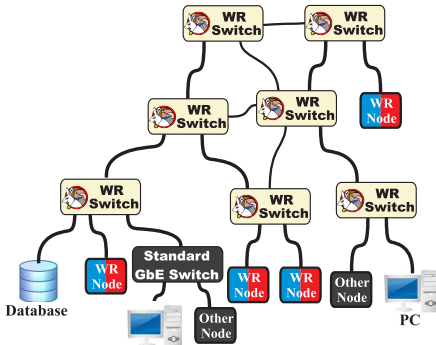 WR
Switch
WR
Switch
WR
Switch
WR
Switch
WR
Node
WR
Switch
WR
Switch
WR
Switch
Database
WR
Node
Standard
GbE Switch
WR
Node
WR
Node
Other
Node
PC
Other
Node